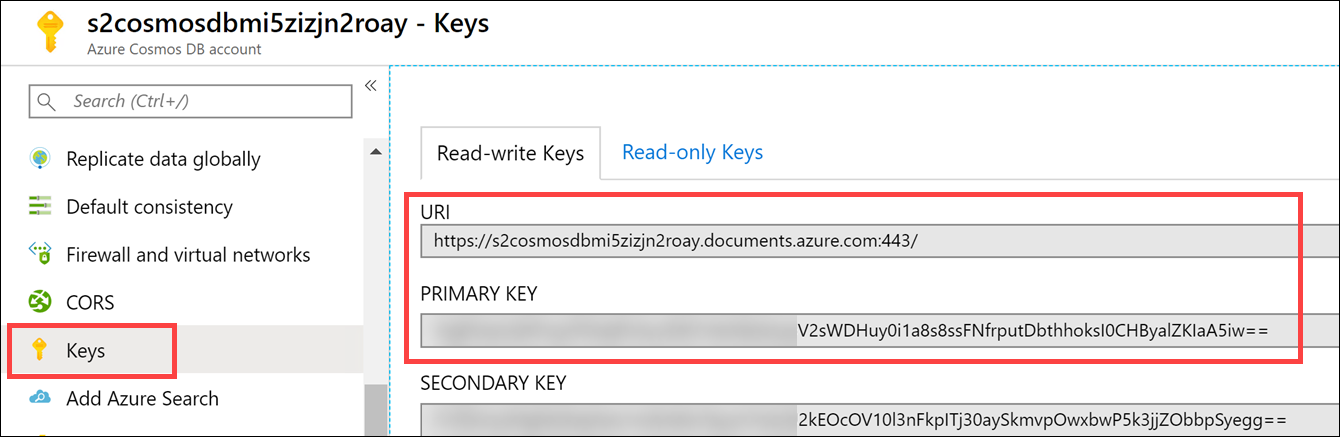 s2cosmosdbmi5zizjn2roay - Keys
Azure Cosmos DB account
Search (Ctrl+/)
«
Replicate data globally
Default consistency
Firewall and virtual networks
CORS
Keys
Add Azure Search
Read-write Keys
Read-only Keys
URI
https://s2cosmosdbmi5zizjn2roay.documents.azure.com:443/
PRIMARY KEY
V2sWDHuy0i1a8s8ssFNfrputDbthhoksI0CHByalZKIaA5iw==
SECONDARY KEY
2kEOcOV10l3nFkpITj30aySkmvpOwxbwP5k3jjZObbpSyegg==